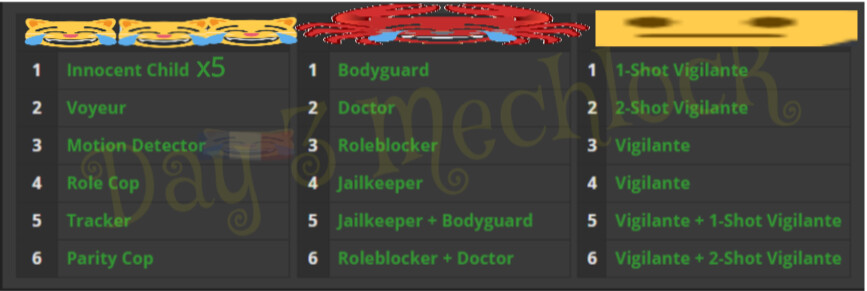 1 Innocent Child X5
2 Voyeur
3 Motion Detector
4 Role Cop
5 Tracker
6 Parity Cop
1 Bodyguard
2 Doctor
3 Roleblocker
4 Jailkeeper
5 Jailkeeper + Bodyguard
6 Roleblocker + Doctor
1 1-Shot Vigilante
2 2-Shot Vigilante
3 Vigilante
4 Vigilante
5 Vigilante + 1-Shot Vigilante
6 Vigilante + 2-Shot Vigilante
Day 3 Mechlock